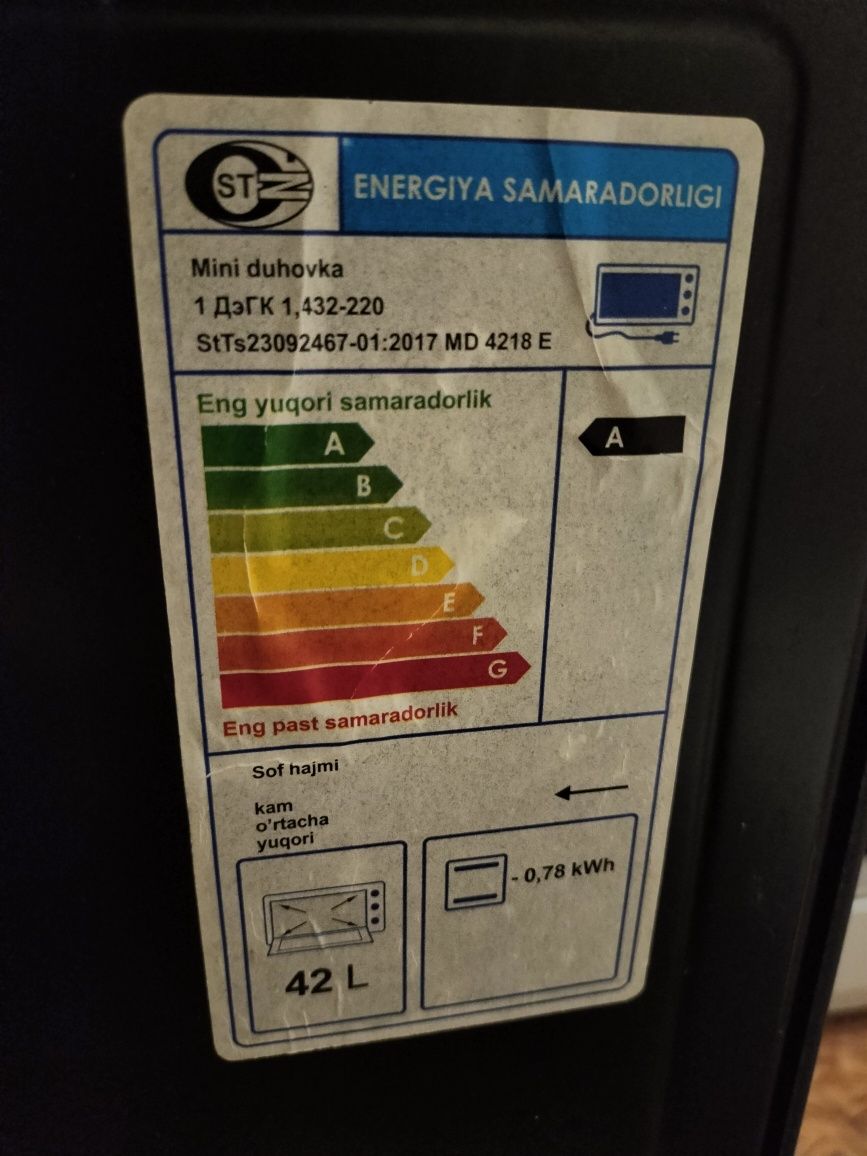 ST
ENERGIYA SAMARADORLIGI
Mini duhovka
1 ДэГК 1,432-220
StTs23092467-01:2017 MD 4218 E
Eng yuqori samaradorlik
A
A
B
C
D
E
F
G
Eng past samaradorlik
Sof hajmi
kam
o'rtacha
yuqori
- 0,78 kWh
42 L